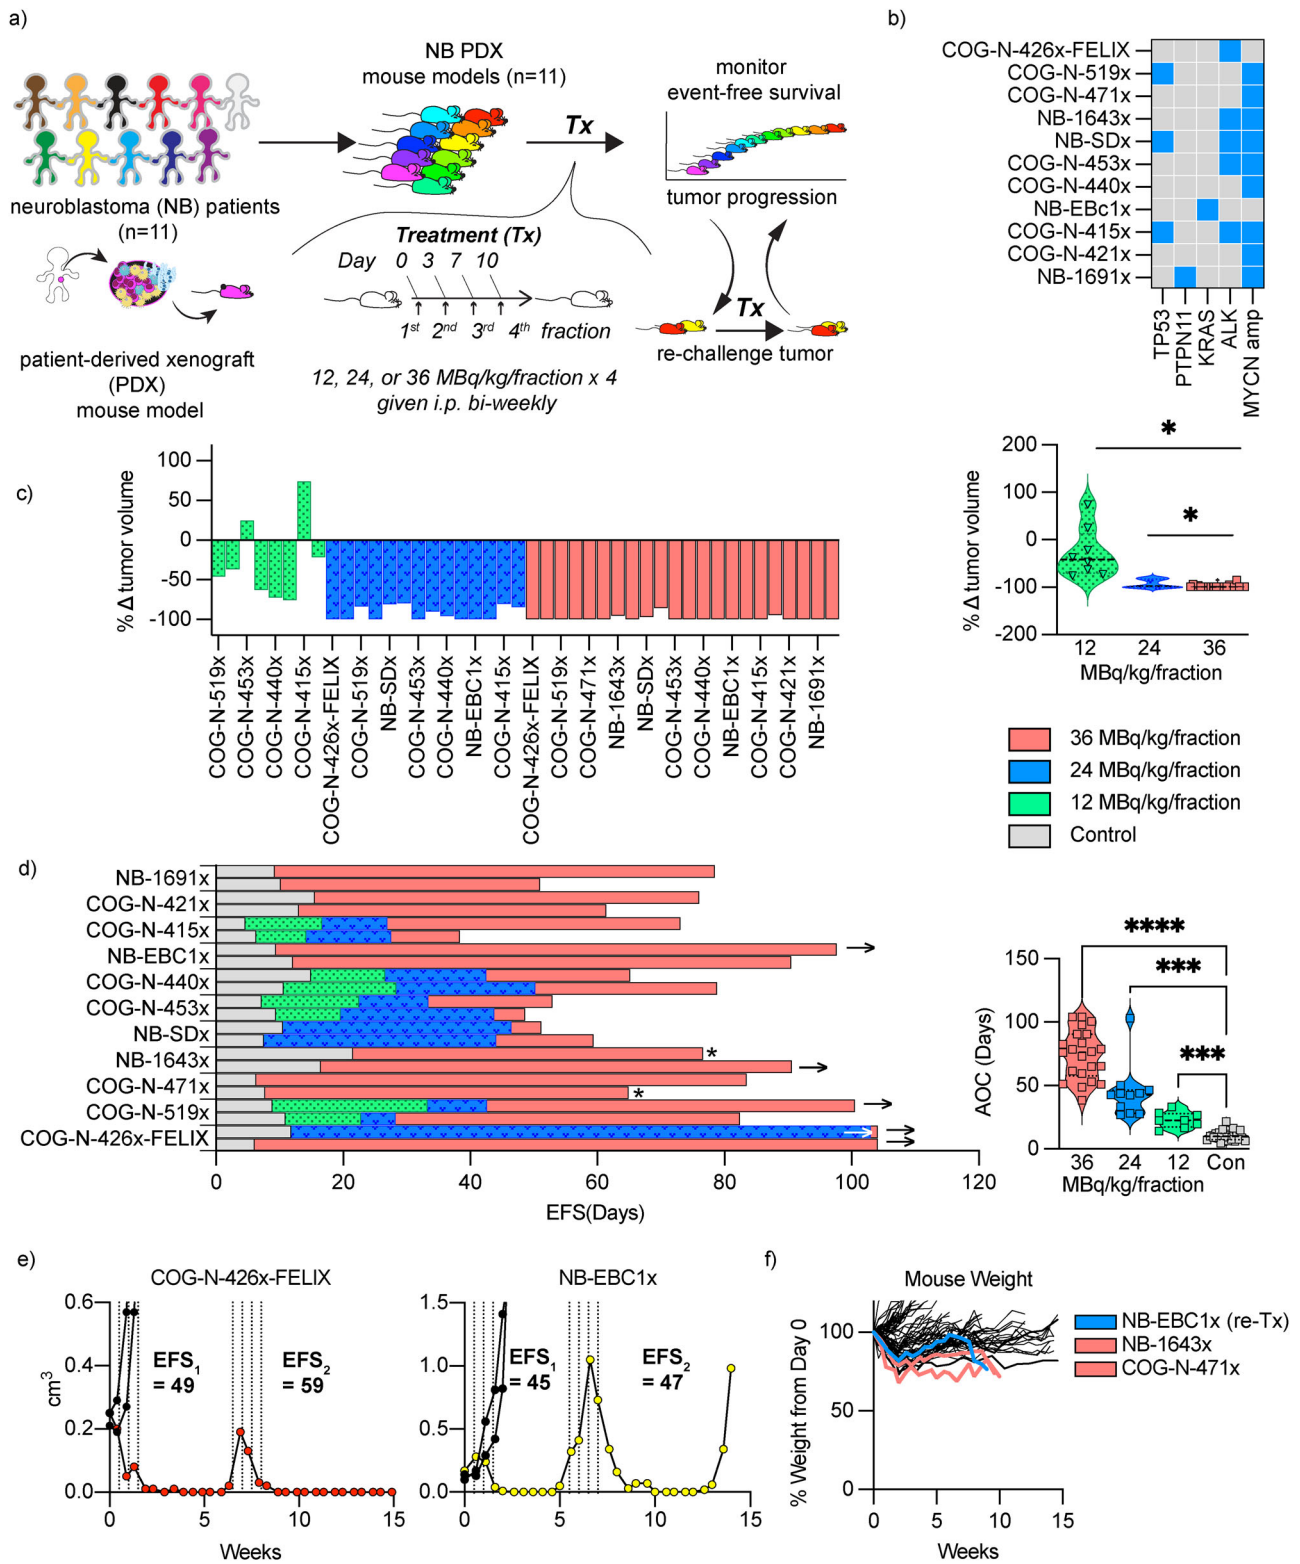 a)
neuroblastoma (NB) patients
(n=11)
patient-derived xenograft
(PDX)
mouse model
NB PDX
mouse models (n=11)
Tx
Treatment (Tx)
Day 0 3 7 10
1st 2nd 3rd 4th fraction
12, 24, or 36 MBq/kg/fraction x 4
given i.p. bi-weekly
monitor
event-free survival
tumor progression
Tx
re-challenge tumor
b)
COG-N-426x-FELIX
COG-N-519x
COG-N-471x
NB-1643x
NB-SDx
COG-N-453x
COG-N-440x
NB-EBc1x
COG-N-415x
COG-N-421x
NB-1691x
TP53
PTPN11
KRAS
ALK
MYCN amp
c)
% Δ tumor volume
100
50
0
-50
-100
COG-N-519x
COG-N-453x
COG-N-440x
COG-N-415x
COG-N-426x-FELIX
COG-N-519x
NB-SDx
COG-N-453x
COG-N-440x
NB-EBC1x
COG-N-415x
COG-N-426x-FELIX
COG-N-519x
COG-N-471x
NB-1643x
NB-SDx
COG-N-453x
COG-N-440x
NB-EBC1x
COG-N-415x
COG-N-421x
NB-1691x
% Δ tumor volume
200
100
0
-100
-200
*
*
12 24 36
MBq/kg/fraction
36 MBq/kg/fraction
24 MBq/kg/fraction
12 MBq/kg/fraction
Control
d)
NB-1691x
COG-N-421x
COG-N-415x
NB-EBC1x
COG-N-440x
COG-N-453x
NB-SDx
NB-1643x
*
COG-N-471x
*
COG-N-519x
COG-N-426x-FELIX
0 20 40 60 80 100 120
EFS(Days)
AOC (Days)
150
100
50
0
****
***
***
36 24 12 Con
MBq/kg/fraction
e)
COG-N-426x-FELIX
cm3
0.6
0.4
0.2
0.0
EFS1
= 49
EFS2
= 59
0 5 10 15
Weeks
NB-EBC1x
1.5
1.0
0.5
0.0
EFS1
= 45
EFS2
= 47
0 5 10 15
f)
Mouse Weight
% Weight from Day 0
100
50
0
0 5 10 15
Weeks
NB-EBC1x (re-Tx)
NB-1643x
COG-N-471x